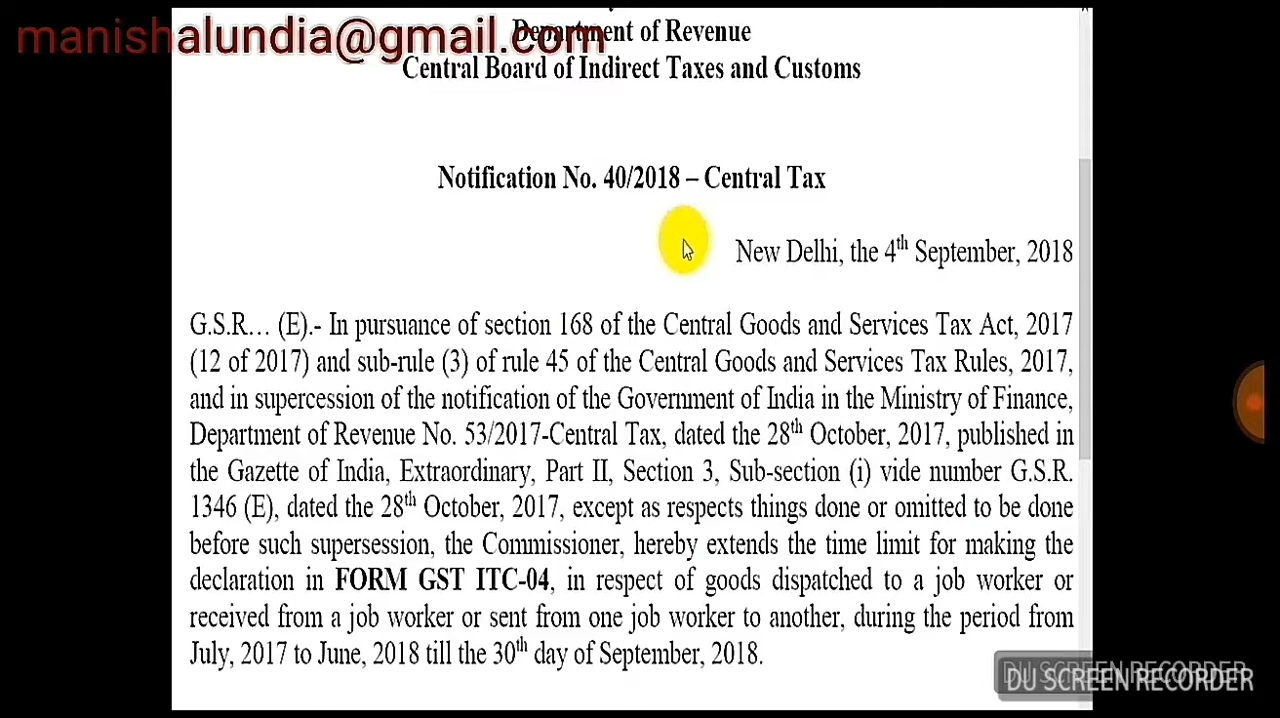 manishalundia@gmail.com
Department of Revenue
Central Board of Indirect Taxes and Customs
Notification No. 40/2018 – Central Tax
New Delhi, the 4th September, 2018
G.S.R… (E).- In pursuance of section 168 of the Central Goods and Services Tax Act, 2017
(12 of 2017) and sub-rule (3) of rule 45 of the Central Goods and Services Tax Rules, 2017,
and in supercession of the notification of the Government of India in the Ministry of Finance,
Department of Revenue No. 53/2017-Central Tax, dated the 28th October, 2017, published in
the Gazette of India, Extraordinary, Part II, Section 3, Sub-section (i) vide number G.S.R.
1346 (E), dated the 28th October, 2017, except as respects things done or omitted to be done
before such supersession, the Commissioner, hereby extends the time limit for making the
declaration in FORM GST ITC-04, in respect of goods dispatched to a job worker or
received from a job worker or sent from one job worker to another, during the period from
July, 2017 to June, 2018 till the 30th day of September, 2018.
DU SCREEN RECORDER
DU SCREEN RECORDER